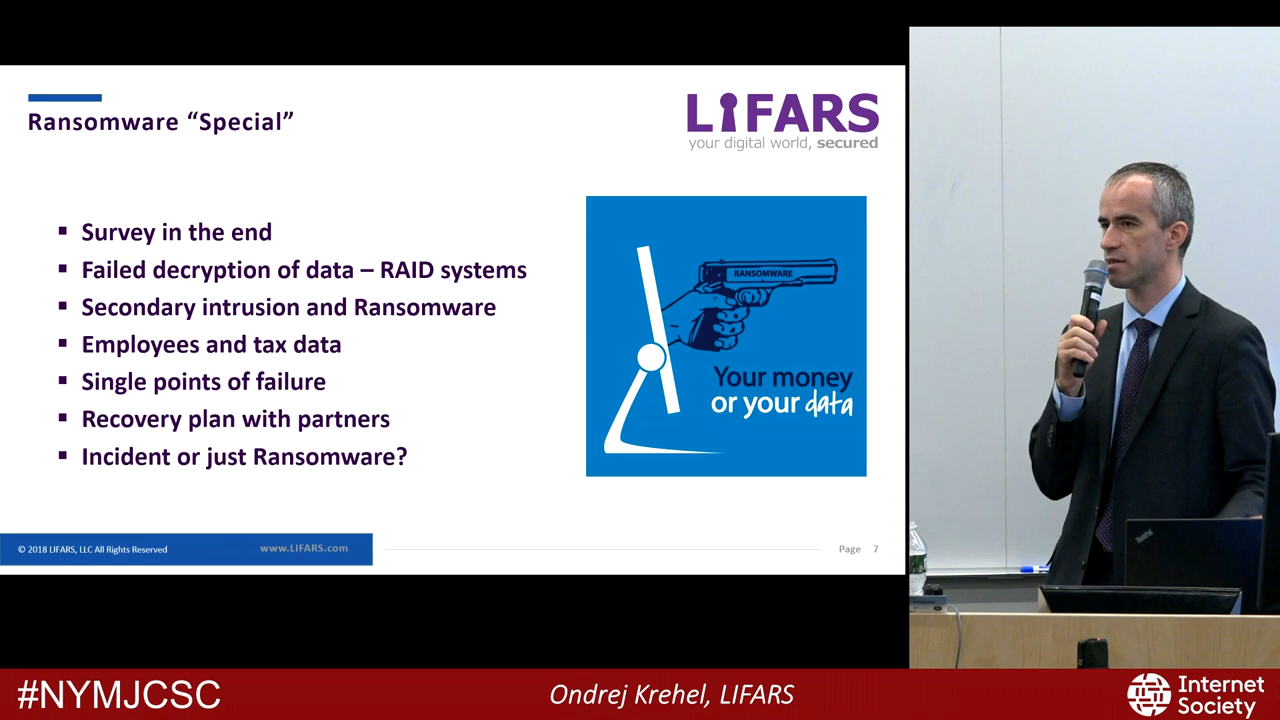 Ransomware “Special”
LIFARS
your digital world, secured
▪ Survey in the end
▪ Failed decryption of data – RAID systems
▪ Secondary intrusion and Ransomware
▪ Employees and tax data
▪ Single points of failure
▪ Recovery plan with partners
▪ Incident or just Ransomware?
RANSOMWARE
Your money
or your data
© 2018 LIFARS, LLC All Rights Reserved
www.LIFARS.com
Page 7
ThinkPad
#NYMJCSC
Ondrej Krehel, LIFARS
Internet
Society